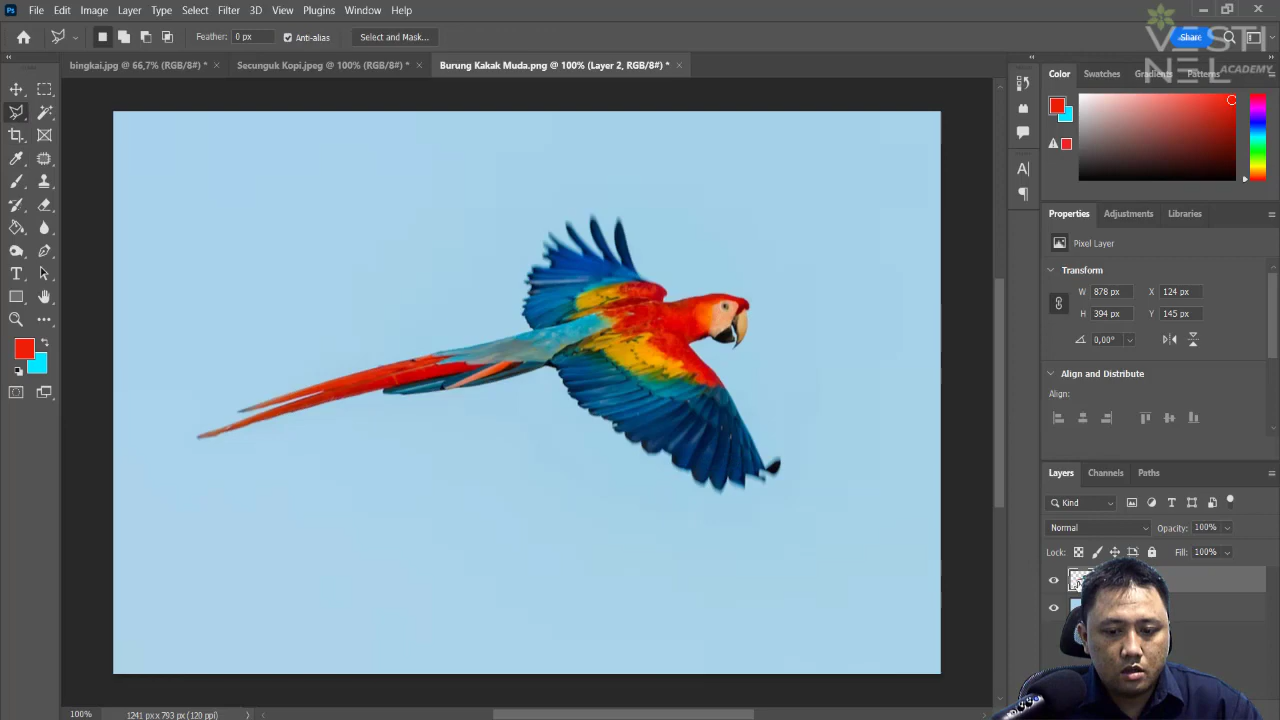 Ps File Edit Image Layer Type Select Filter 3D View Plugins Window Help
Feather: 0 px Anti-alias Select and Mask... Share
VESTINEL ACADEMY
bingkai.jpg @ 66,7% (RGB/8#) * × Secunguk Kopi.jpeg @ 100% (RGB/8#) * × Burung Kakak Muda.png @ 100% (Layer 2, RGB/8#) * ×
Color Swatches Gradients Patterns
Properties Adjustments Libraries
Pixel Layer
Transform
W 878 px X 124 px
H 394 px Y 145 px
0,00°
Align and Distribute
Align:
Layers Channels Paths
Kind
Normal Opacity: 100%
Lock: Fill: 100%
100% 1241 px x 793 px (120 ppi)